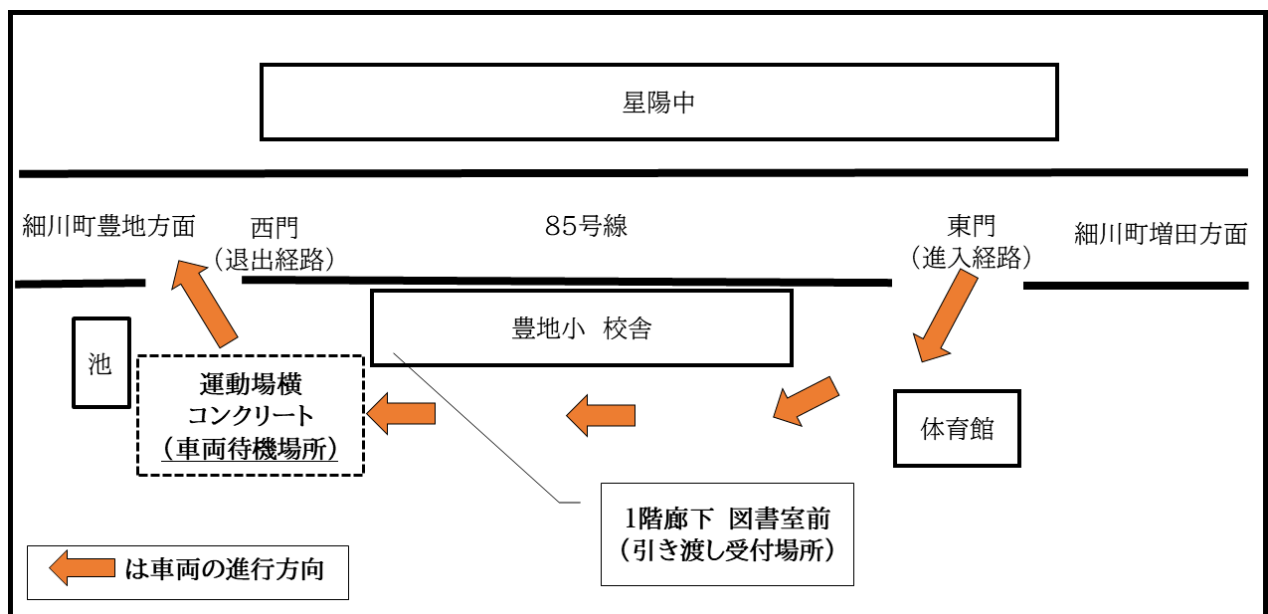 星陽中
細川町豊地方面
西門
（退出経路）
85号線
東門
（進入経路）
細川町増田方面
豊地小 校舎
池
運動場横
コンクリート
（車両待機場所）
体育館
1階廊下 図書室前
（引き渡し受付場所）
は車両の進行方向